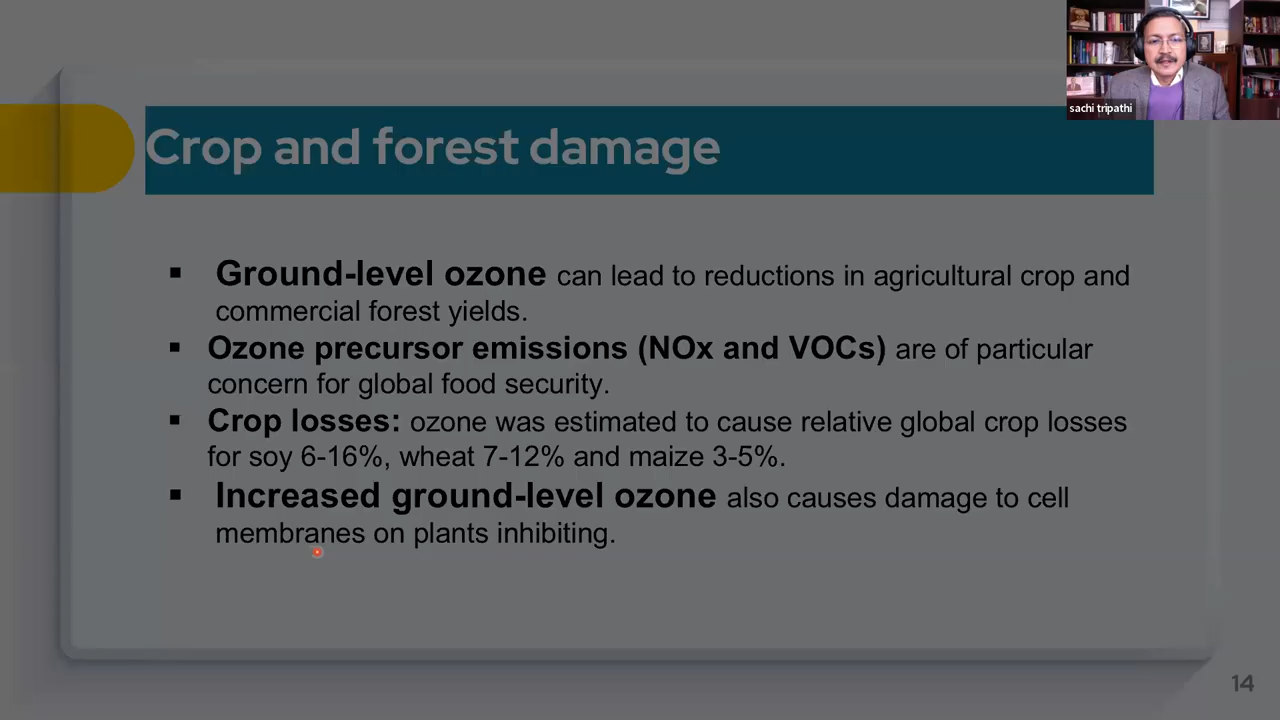 sachi tripathi
Crop and forest damage
▪ Ground-level ozone can lead to reductions in agricultural crop and
commercial forest yields.
▪ Ozone precursor emissions (NOx and VOCs) are of particular
concern for global food security.
▪ Crop losses: ozone was estimated to cause relative global crop losses
for soy 6-16%, wheat 7-12% and maize 3-5%.
▪ Increased ground-level ozone also causes damage to cell
membranes on plants inhibiting.
14